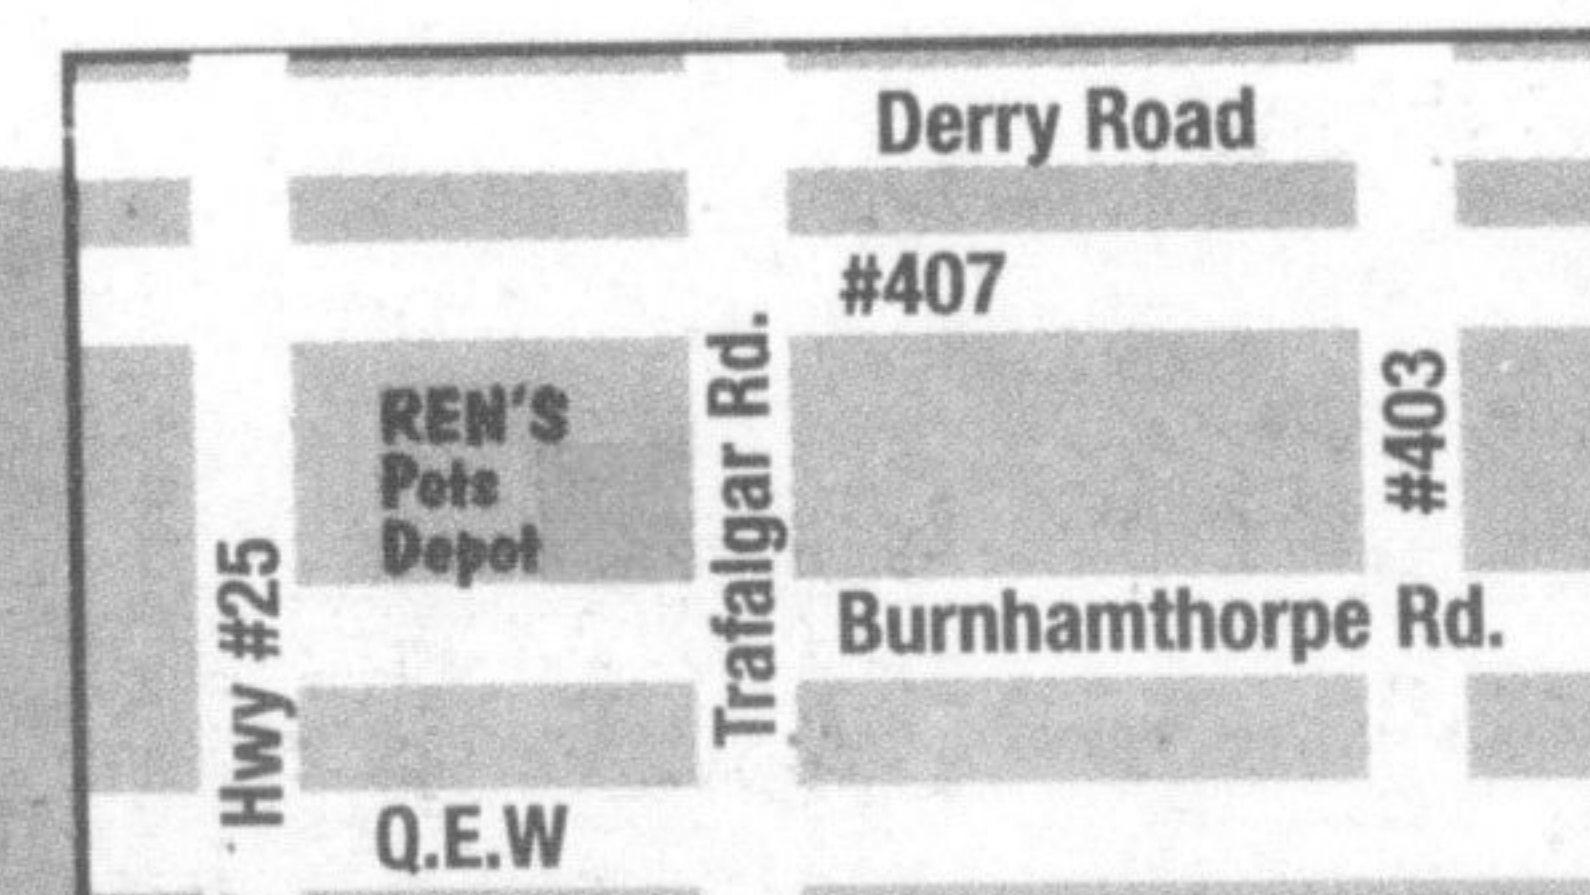 Derry Road
#407
REN'S
Pets
Depot
Trafalgar Rd.
#403
Hwy #25
Burnhamthorpe Rd.
Q.E.W